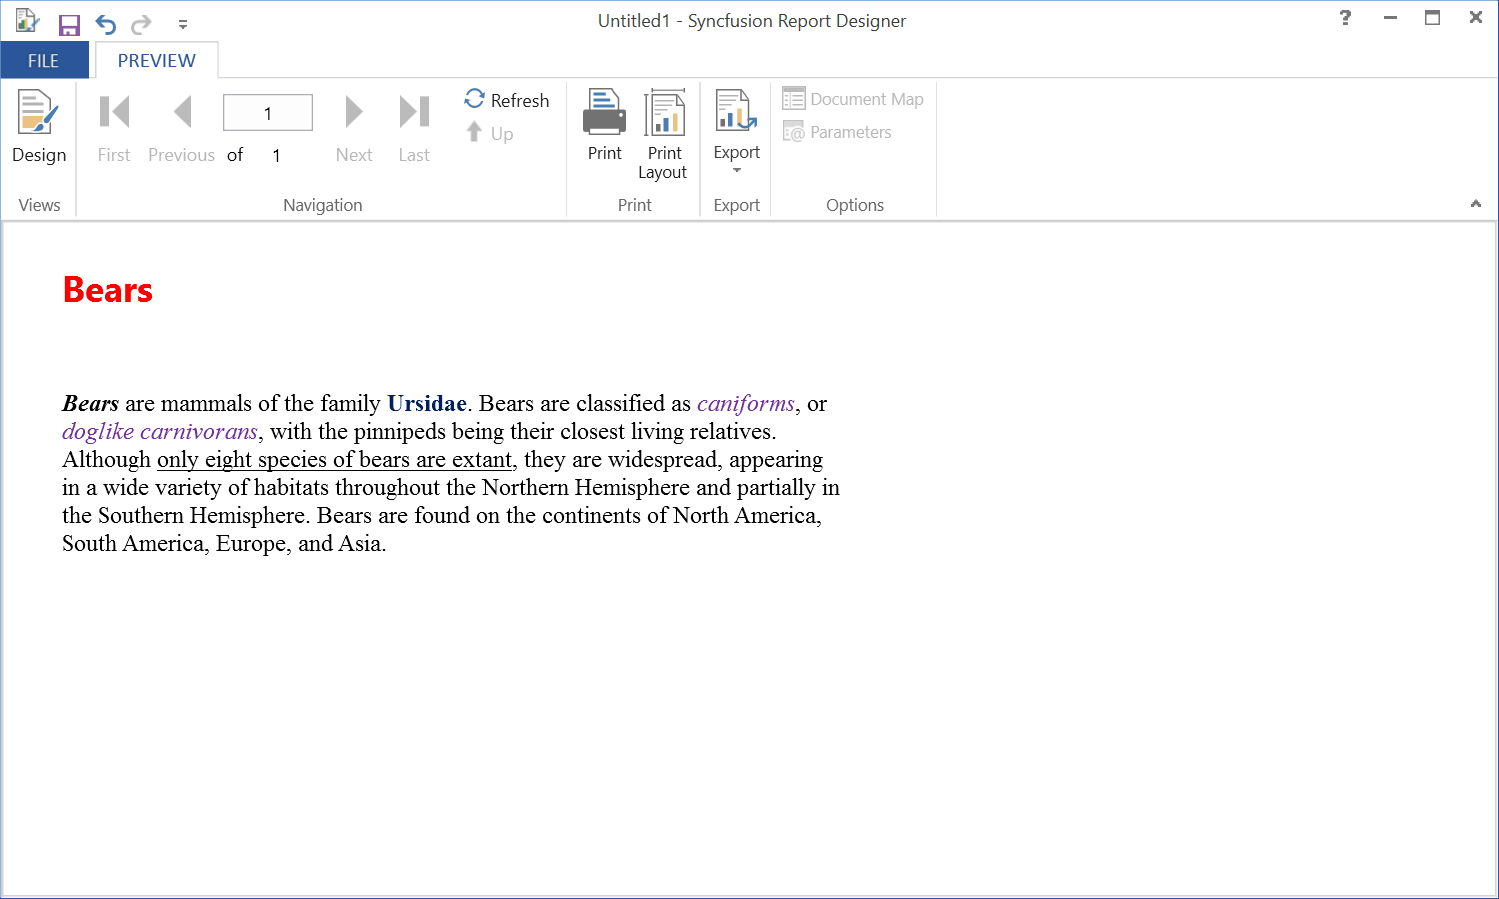 Untitled1 - Syncfusion Report Designer
?
FILE
PREVIEW
Design
Views
First
Previous
1
of 1
Next
Last
Refresh
Up
Navigation
Print
Print
Layout
Print
Export
Export
Document Map
Parameters
Options
Bears
Bears are mammals of the family Ursidae. Bears are classified as caniforms, or
doglike carnivorans, with the pinnipeds being their closest living relatives.
Although only eight species of bears are extant, they are widespread, appearing
in a wide variety of habitats throughout the Northern Hemisphere and partially in
the Southern Hemisphere. Bears are found on the continents of North America,
South America, Europe, and Asia.